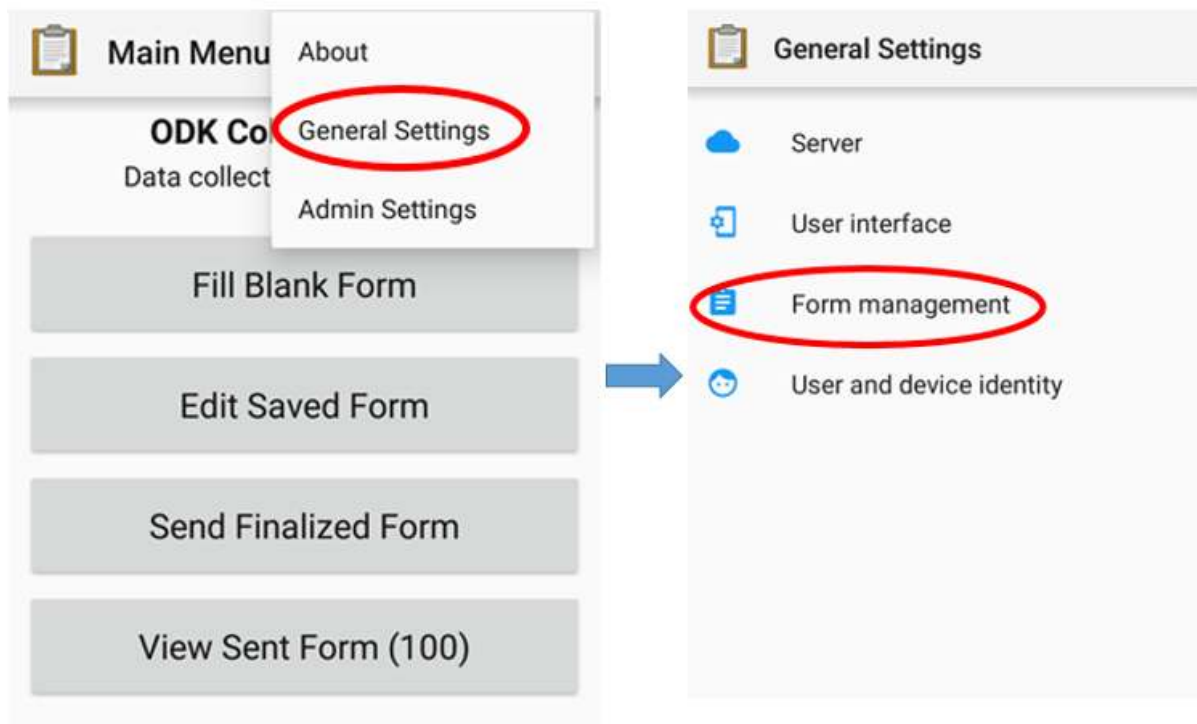 Main Menu
About
General Settings
Admin Settings
ODK Col
Data collect
Fill Blank Form
Edit Saved Form
Send Finalized Form
View Sent Form (100)
General Settings
Server
User interface
Form management
User and device identity